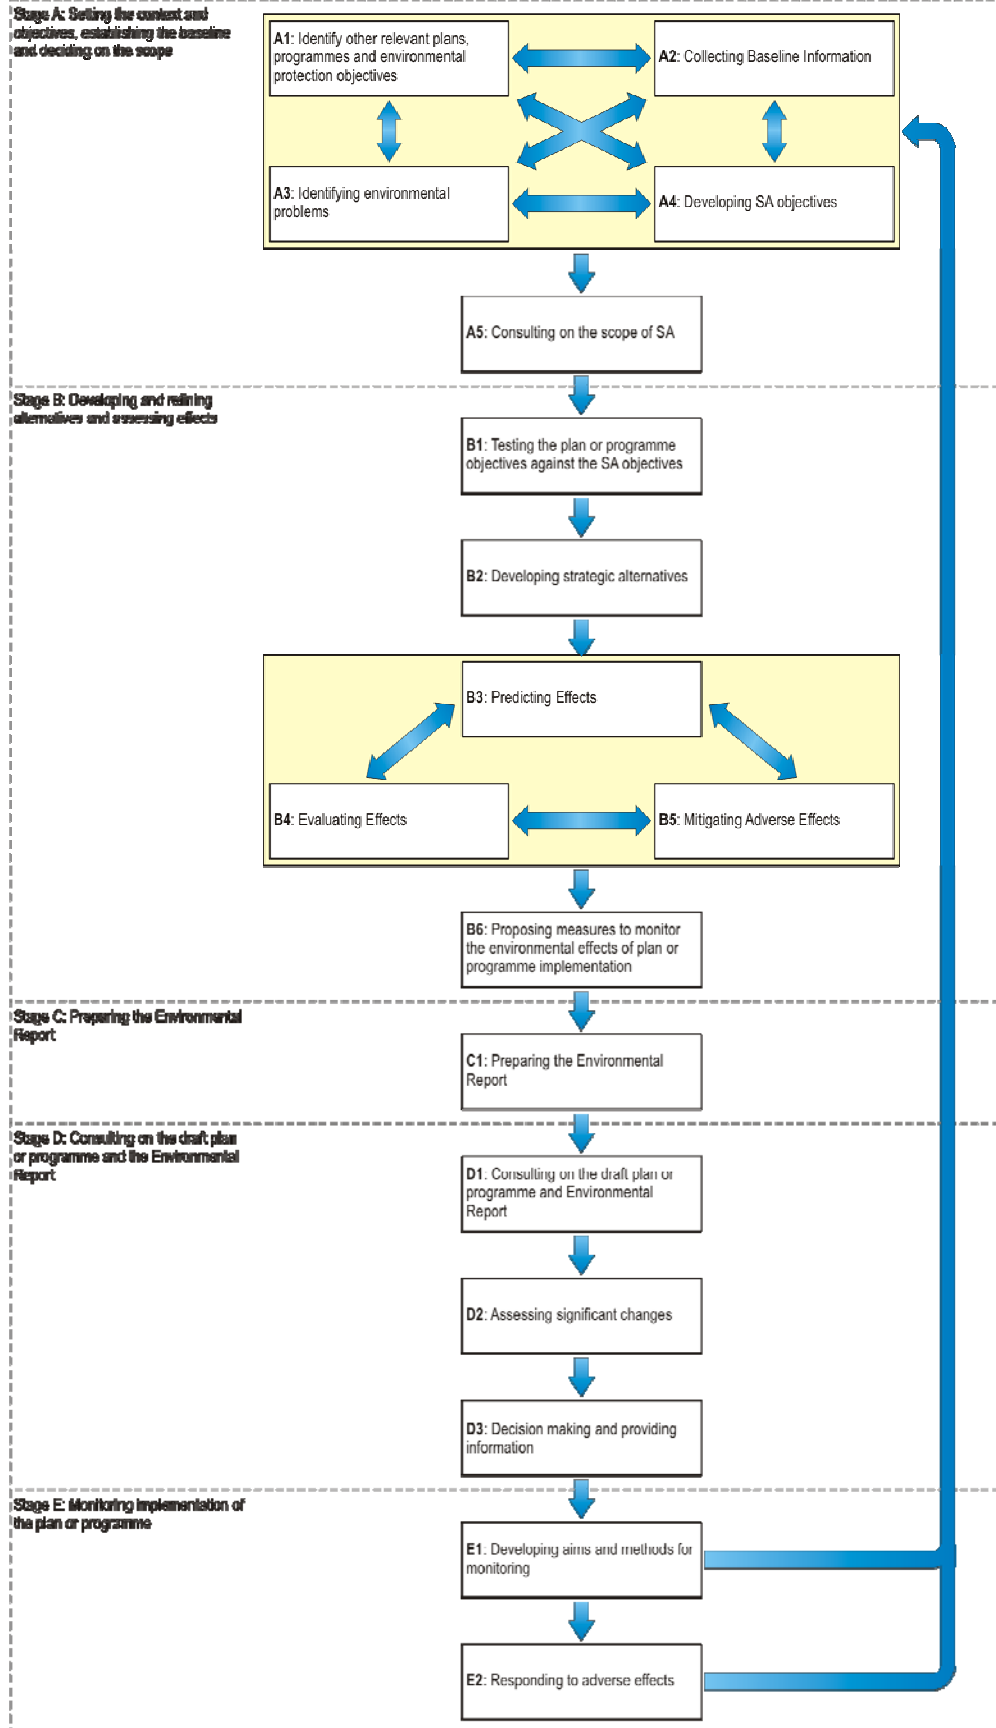 Stage A: Setting the context and
objectives, establishing the baseline
and deciding on the scope
A1: Identify other relevant plans,
programmes and environmental
protection objectives
A2: Collecting Baseline Information
A3: Identifying environmental
problems
A4: Developing SA objectives
A5: Consulting on the scope of SA
Stage B: Developing and refining
alternatives and assessing effects
B1: Testing the plan or programme
objectives against the SA objectives
B2: Developing strategic alternatives
B3: Predicting Effects
B4: Evaluating Effects
B5: Mitigating Adverse Effects
B6: Proposing measures to monitor
the environmental effects of plan or
programme implementation
Stage C: Preparing the Environmental
Report
C1: Preparing the Environmental
Report
Stage D: Consulting on the draft plan
or programme and the Environmental
Report
D1: Consulting on the draft plan or
programme and Environmental
Report
D2: Assessing significant changes
D3: Decision making and providing
information
Stage E: Monitoring implementation of
the plan or programme
E1: Developing aims and methods for
monitoring
E2: Responding to adverse effects